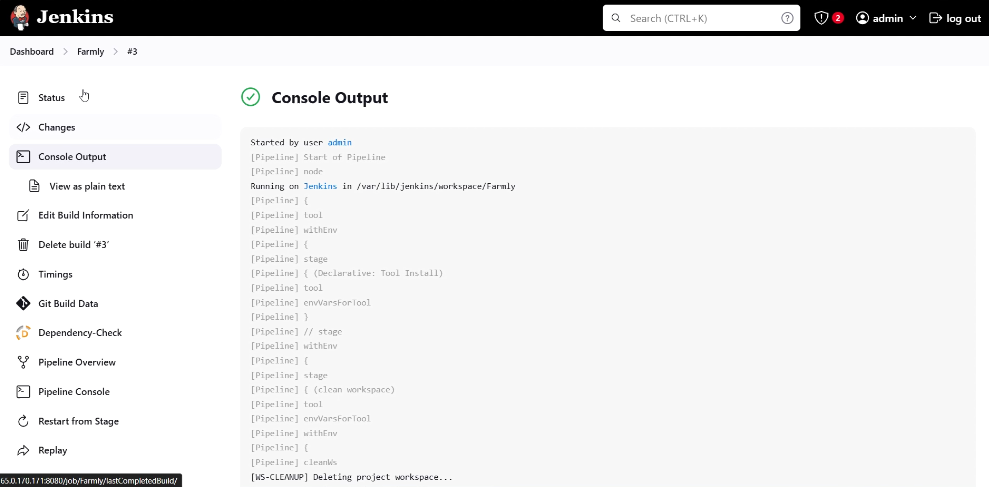 Jenkins
Search (CTRL+K)
?
2
admin
log out
Dashboard
Farmly
#3
Status
Changes
Console Output
View as plain text
Edit Build Information
Delete build ‘#3’
Timings
Git Build Data
Dependency-Check
Pipeline Overview
Pipeline Console
Restart from Stage
Replay
65.0.170.171:8080/job/Farmly/lastCompletedBuild/
Console Output
Started by user admin
[Pipeline] Start of Pipeline
[Pipeline] node
Running on Jenkins in /var/lib/jenkins/workspace/Farmly
[Pipeline] {
[Pipeline] tool
[Pipeline] withEnv
[Pipeline] {
[Pipeline] stage
[Pipeline] { (Declarative: Tool Install)
[Pipeline] tool
[Pipeline] envVarsForTool
[Pipeline] }
[Pipeline] // stage
[Pipeline] withEnv
[Pipeline] {
[Pipeline] stage
[Pipeline] { (clean workspace)
[Pipeline] tool
[Pipeline] envVarsForTool
[Pipeline] withEnv
[Pipeline] {
[Pipeline] cleanWs
[WS-CLEANUP] Deleting project workspace...